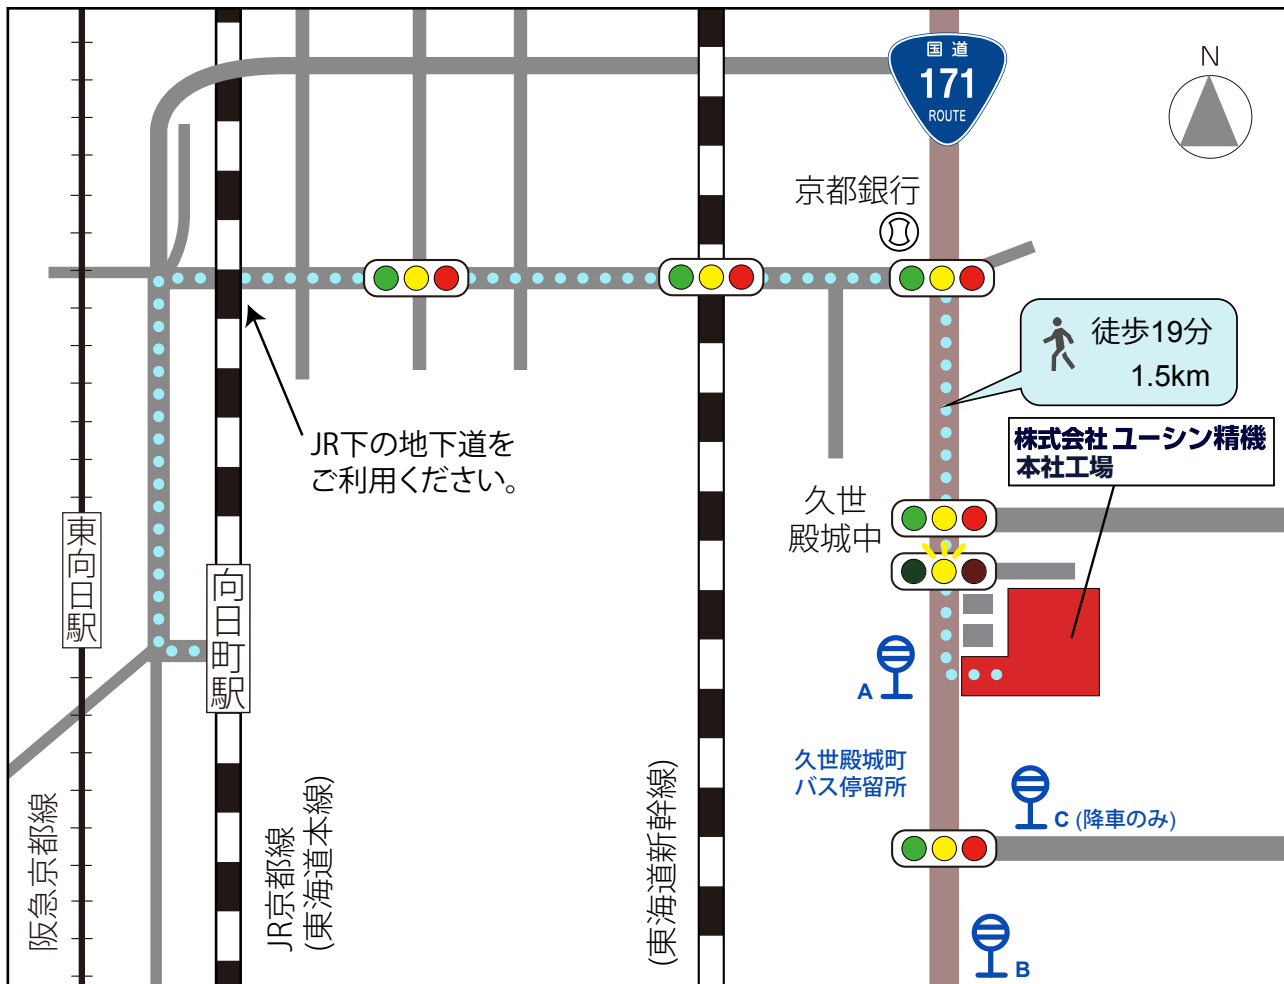 国道
171
ROUTE
N
京都銀行
徒歩19分
1.5km
株式会社 ユーシン精機
本社工場
JR下の地下道を
ご利用ください。
久世
殿城中
東向日駅
向日町駅
A
久世殿城町
バス停留所
C (降車のみ)
B
阪急京都線
JR京都線
(東海道本線)
(東海道新幹線)